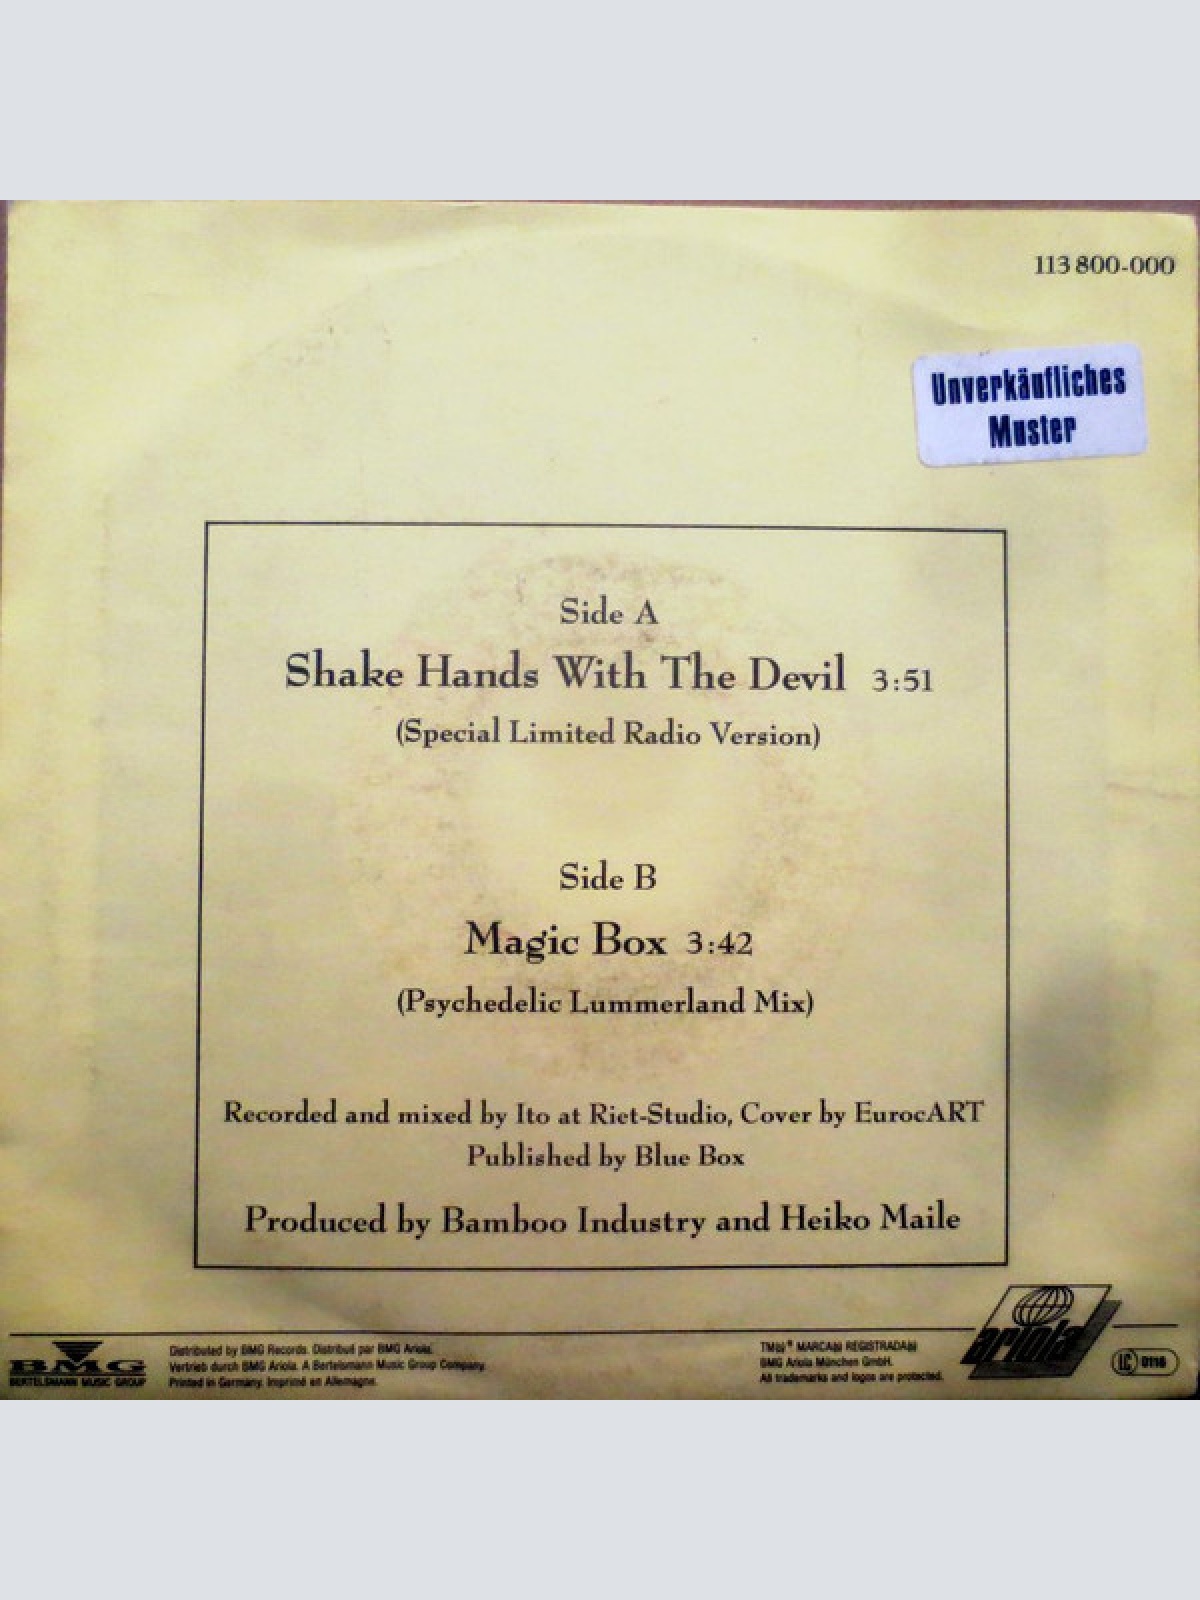 113 800-000
Unverkäufliches
Muster
Side A
Shake Hands With The Devil 3:51
(Special Limited Radio Version)
Side B
Magic Box 3:42
(Psychedelic Lummerland Mix)
Recorded and mixed by Ito at Riet-Studio, Cover by EurocART
Published by Blue Box
Produced by Bamboo Industry and Heiko Maile
BMG
BERTELSMANN MUSIC GROUP
Distributed by BMG Records. Distribué par BMG Ariola.
Vertrieb durch BMG Ariola. A Bertelsmann Music Group Company.
Printed in Germany. Imprimé en Allemagne.
TM(s) ® MARCA(s) REGISTRADA(s)
BMG Ariola München GmbH.
All trademarks and logos are protected.
ariola
LC 0116